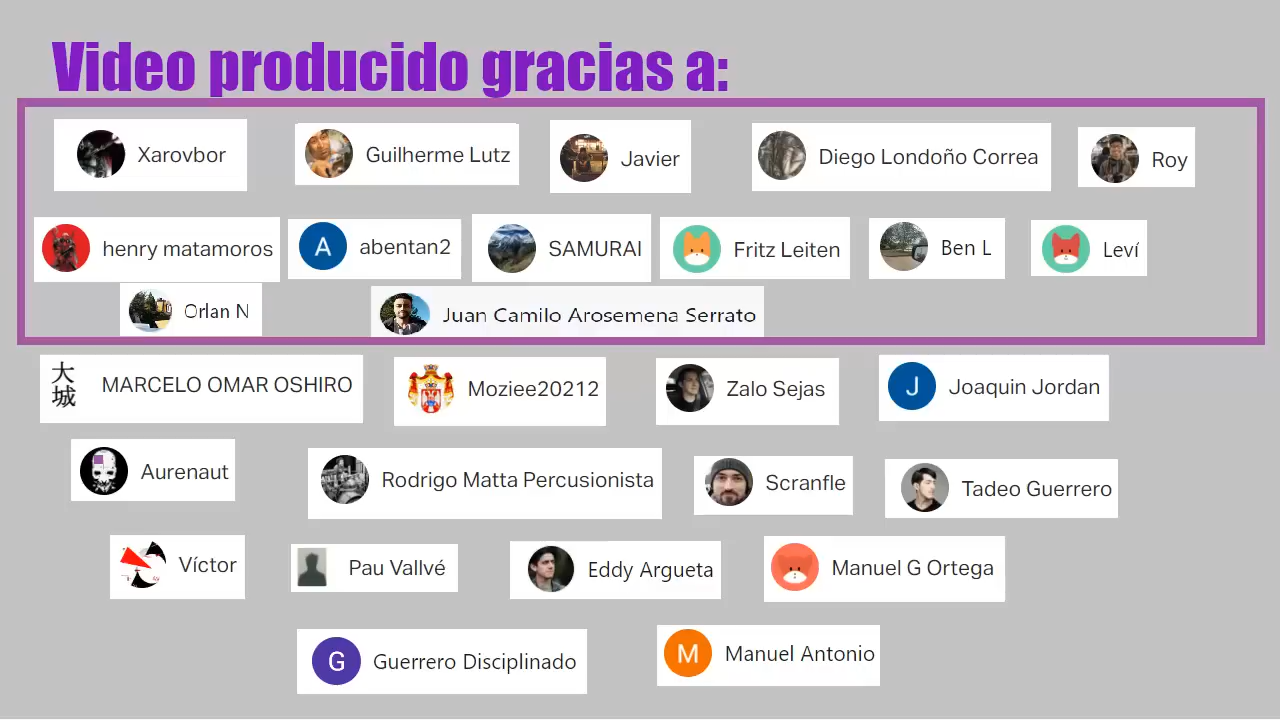 Video producido gracias a:
Xarovbor Guilherme Lutz Javier Diego Londoño Correa Roy
henry matamoros A abentan2 SAMURAI Fritz Leiten Ben L Leví
Orlan N Juan Camilo Arosemena Serrato
大城 MARCELO OMAR OSHIRO Moziee20212 Zalo Sejas J Joaquin Jordan
Aurenaut Rodrigo Matta Percusionista Scranfle Tadeo Guerrero
Víctor Pau Vallvé Eddy Argueta Manuel G Ortega
G Guerrero Disciplinado M Manuel Antonio